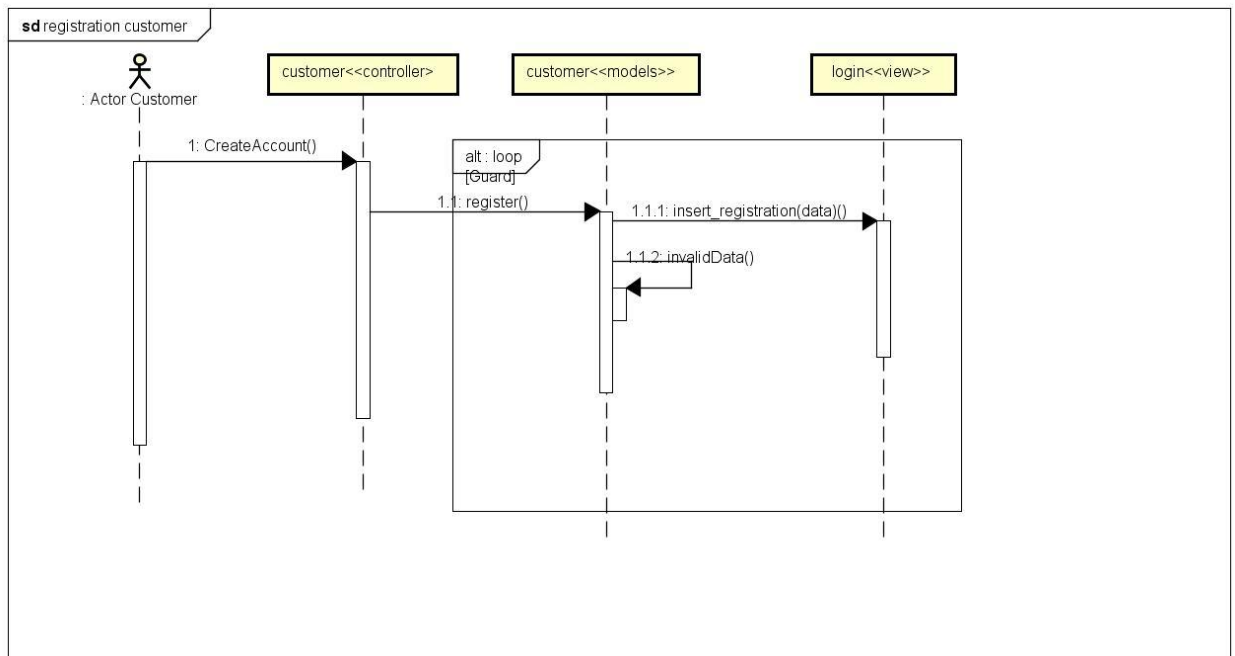 sd registration customer
: Actor Customer
customer<<controller>
customer<<models>>
login<<view>>
1: CreateAccount()
alt : loop
[Guard]
1.1: register()
1.1.1: insert_registration(data)()
1.1.2: invalidData()